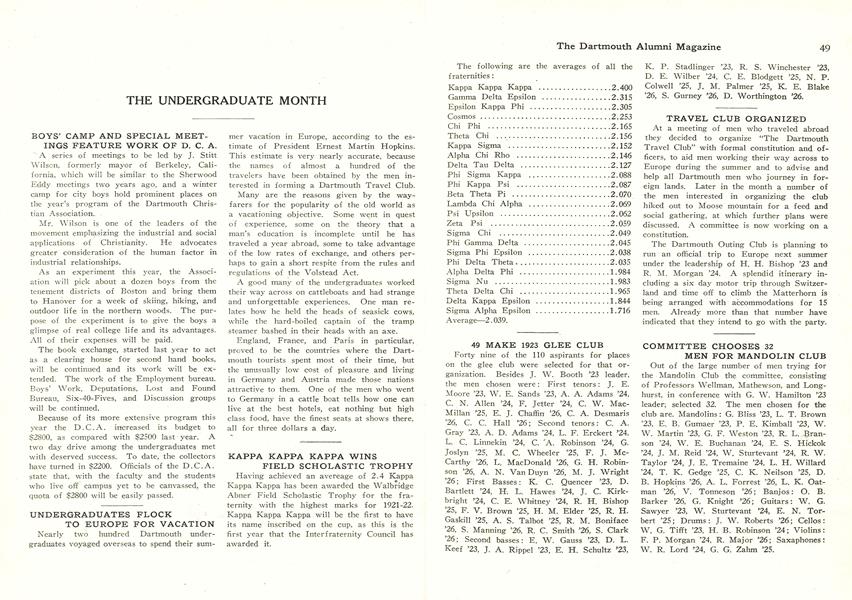 THE UNDERGRADUATE MONTH
BOYS' CAMP AND SPECIAL MEET-
INGS FEATURE WORK OF D. C. A.
A series of meetings to be led by J. Stitt
Wilson, formerly mayor of Berkeley, Cali-
fornia, which will be similar to the Sherwood
Eddy meetings two years ago, and a winter
camp for city boys hold prominent places on
the year's program of the Dartmouth Chris-
tian Association.
Mr. Wilson is one of the leaders of the
movement emphasizing the industrial and social
applications of Christianity. He advocates
greater consideration of the human factor in
industrial relationships.
As an experiment this year, the Associ-
ation will pick about a dozen boys from the
tenement districts of Boston and bring them
to Hanover for a week of skiing, hiking, and
outdoor life in the northern woods. The pur-
pose of the experiment is to give the boys a
glimpse of real college life and its advantages.
All of their expenses will be paid.
The book exchange, started last year to act
as a clearing house for second hand books,
will be continued and its work will be ex-
tended. The work of the Employment bureau.
Boys' Work, Deputations, Lost and Found
Bureau, Six-40-Fives, and Discussion groups
will be continued.
Because of its more extensive program this
year the D.C.A. increased its budget to
$2800, as compared with $2500 last year. A
two day drive among the undergraduates met
with deserved success. To date, the collectors
have turned in $2200. Officials of the D.C.A.
state that, with the faculty and the students
who live off campus yet to be canvassed, the
quota of $2800 will be easily passed.
UNDERGRADUATES FLOCK
TO EUROPE FOR VACATION
Nearly two hundred Dartmouth under-
graduates voyaged overseas to spend their sum-
mer vacation in Europe, according to the es-
timate of President Ernest Martin Hopkins.
This estimate is very nearly accurate, because
the names of almost a hundred of the
travelers have been obtained by the men in-
terested in forming a Dartmouth Travel Club.
Many are the reasons given by the way-
farers for the popularity of the old world as
a vacationing objective. Some went in quest
of experience, some on the theory that a
man's education is incomplete until he has
traveled a year abroad, some to take advantage
of the low rates of exchange, and others per-
haps to gain a short respite from the rules and
regulations of the Volstead Act.
A good many of the undergraduates worked
their way across on cattleboats and had strange
and unfortunate experiences. One man re-
lates how he held the heads of seasick cows,
while the hard-boiled captain of the tramp
steamer bashed in their heads with an axe.
England, France, and Paris in particular,
proved to be the countries where the Dart-
mouth tourists spent most of their time, but
the unusually low cost of pleasure and living
in Germany and Austria made those nations
attractive to them. One of the men who went
to Germany in a cattle boat tells how one can
live at the best hotels, eat nothing but high
class food, have the finest seats at shows there,
all for three dollars a day.
KAPPA KAPPA KAPPA WINS
FIELD SCHOLASTIC TROPHY
Having achieved an avereage of 2.4 Kappa
Kappa Kappa has been awarded the Walbridge
Abner Field Scholastic Trophy for the fra-
ternity with the highest marks for 1921-22.
Kappa Kappa Kappa will be the first to have
its name inscribed on the cup, as this is the
first year that the Interfraternity Council has
awarded it.
The Dartmouth Alumni Magazine 49
The following are the averages of all the
fraternities:
Kappa Kappa Kappa ..................2.400
Gamma Delta Epsilon ................2.315
Epsilon Kappa Phi ..................2.305
Cosmos .............................2.253
Chi Phi ............................2.165
Theta Chi ..........................2.156
Kappa Sigma ........................2.152
Alpha Chi Rho ......................2.146
Delta Tau Delta ....................2.127
Phi Sigma Kappa ....................2.088
Phi Kappa Psi ......................2.087
Beta Theta Pi ......................2.070
Lambda Chi Alpha ...................2.069
Psi Upsilon ........................2.062
Zeta Psi ...........................2.059
Sigma Chi ..........................2.049
Phi Gamma Delta ....................2.045
Sigma Phi Epsilon ..................2.038
Phi Delta Theta ....................2.035
Alpha Delta Phi ....................1.984
Sigma Nu ...........................1.983
Theta Delta Chi ....................1.965
Delta Kappa Epsilon ................1.844
Sigma Alpha Epsilon ................1.716
Average—2.039.
49 MAKE 1923 GLEE CLUB
Forty nine of the 110 aspirants for places
on the glee club were selected for that or-
ganization. Besides J. W. Booth '23 leader,
the men chosen were: First tenors: J. E.
Moore '23, W. E. Sands '23, A. A. Adams '24,
C. N. Allen '24, F. Jetter '24, C. W. Mac-
Millan '25, E. J. Chaffin '26, C. A. Desmaris
'26, C. C. Hall '26; Second tenors: C. A.
Gray '23, A. D. Adams '24, L. F. Erckert '24.
L. C. Linnekin '24, C. A. Robinson '24, G.
Joslyn '25, M. C. Wheeler '25, F. J. Mc-
Carthy '26, L. MacDonald '26, G. H. Robin-
son '26, A. N. Van Duyn '26, M. J. Wright
'26; First Basses: K. C. Quencer '23, D.
Bartlett '24, H. L. Hawes '24, J. C. Kirk-
bright '24, C. E. Whitney '24, R. H. Bishop
'25, F. V. Brown '25, H. M. Elder '25, R. H.
Gaskill '25, A. S. Talbot '25, R. M. Boniface
'26, S. Manning '26, R. C. Smith '26, S. Clark
'26; Second basses: E. W. Gauss '23, D. L.
Keef '23, J. A. Rippel '23, E. H. Schultz '23,
K. P. Stadlinger '23, R. S. Winchester '23,
D. E. Wilber '24, C. E. Blodgett '25, N. P.
Colwell '25, J. M. Palmer '25, K. E. Blake
'26, S. Gurney '26, D. Worthington '26.
TRAVEL CLUB ORGANIZED
At a meeting of men who traveled abroad
they decided to organize "The Dartmouth
Travel Club" with formal constitution and of-
ficers, to aid men working their way across to
Europe during the summer and to advise and
help all Dartmouth men who journey in for-
eign lands. Later in the month a number of
the men interested in organizing the club
hiked out to Moose mountain for a feed and
social gathering, at which further plans were
discussed. A committee is now working on a
constitution.
The Dartmouth Outing Club is planning to
run an official trip to Europe next summer
under the leadership of H. H. Bishop '23 and
R. M. Morgan '24. A splendid itinerary in-
cluding a six day motor trip through Switzer-
land and time off to climb the Matterhorn is
being arranged with accommodations for 15
men. Already more than that number have
indicated that they intend to go with the party.
COMMITTEE CHOOSES 32
MEN FOR MANDOLIN CLUB
Out of the large number of men trying for
the Mandolin Club the committee, consisting
of Professors Wellman, Mathewson, and Long-
hurst, in conference with G. W. Hamilton '23
leader, selected 32. The men chosen for the
club are. Mandolins: G. Bliss '23, L. T. Brown
'23, E. B. Gumaer '23, P. E. Kimball '23, W.
W. Martin '23, G. F. Weston '23, R. L. Bran-
son '24, W. E. Buchanan '24, E. S. Hickok
'24, J. M. Reid '24, W. Sturtevant '24, R. W.
Taylor '24, J. E. Tremaine '24, L. H. Willard
'24, T. K. Gedge '25, C. K. Neilson '25, D.
B. Hopkins '26, A. L. Forrest '26, L. K. Oat-
man '26, V. Tomneson '26; Banjos: O. B.
Barker '26, G. Knight '26; Guitars: W. G.
Sawyer '23, W. Sturtevant '24, E. N. Tor-
bert '25; Drums: J. W. Roberts '26; Cellos:
W. G. Tifft '23, H. B. Robinson '24; Violins:
F. P. Morgan '24, R. Major '26; Saxaphones:
W. R. Lord '24, G. G. Zahm '25.